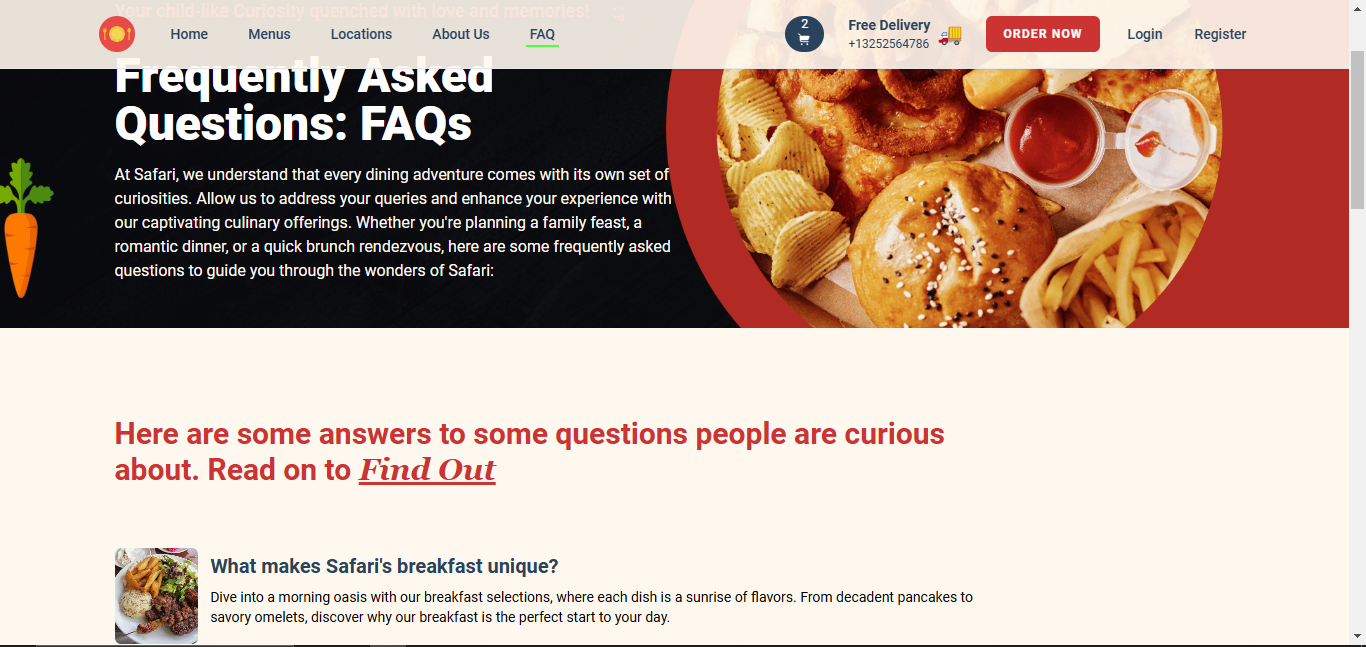 Your child-like Curiosity quenched with love and memories!
Home Menus Locations About Us FAQ
2
Free Delivery
+13252564786
ORDER NOW
Login Register
Frequently Asked
Questions: FAQs
At Safari, we understand that every dining adventure comes with its own set of
curiosities. Allow us to address your queries and enhance your experience with
our captivating culinary offerings. Whether you're planning a family feast, a
romantic dinner, or a quick brunch rendezvous, here are some frequently asked
questions to guide you through the wonders of Safari:
Here are some answers to some questions people are curious
about. Read on to Find Out
What makes Safari's breakfast unique?
Dive into a morning oasis with our breakfast selections, where each dish is a sunrise of flavors. From decadent pancakes to
savory omelets, discover why our breakfast is the perfect start to your day.